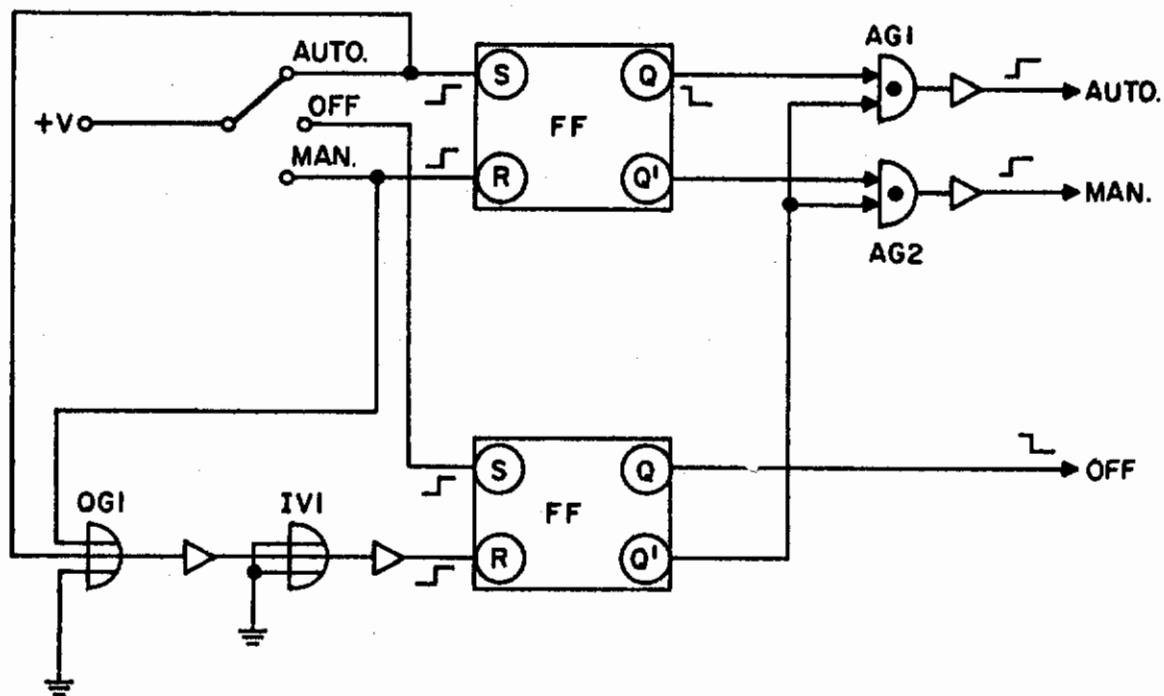 AUTO.
OFF
+V
MAN.
S
Q
FF
R
Q'
AG1
AUTO.
MAN.
AG2
OG1
IV1
S
Q
FF
R
Q'
OFF